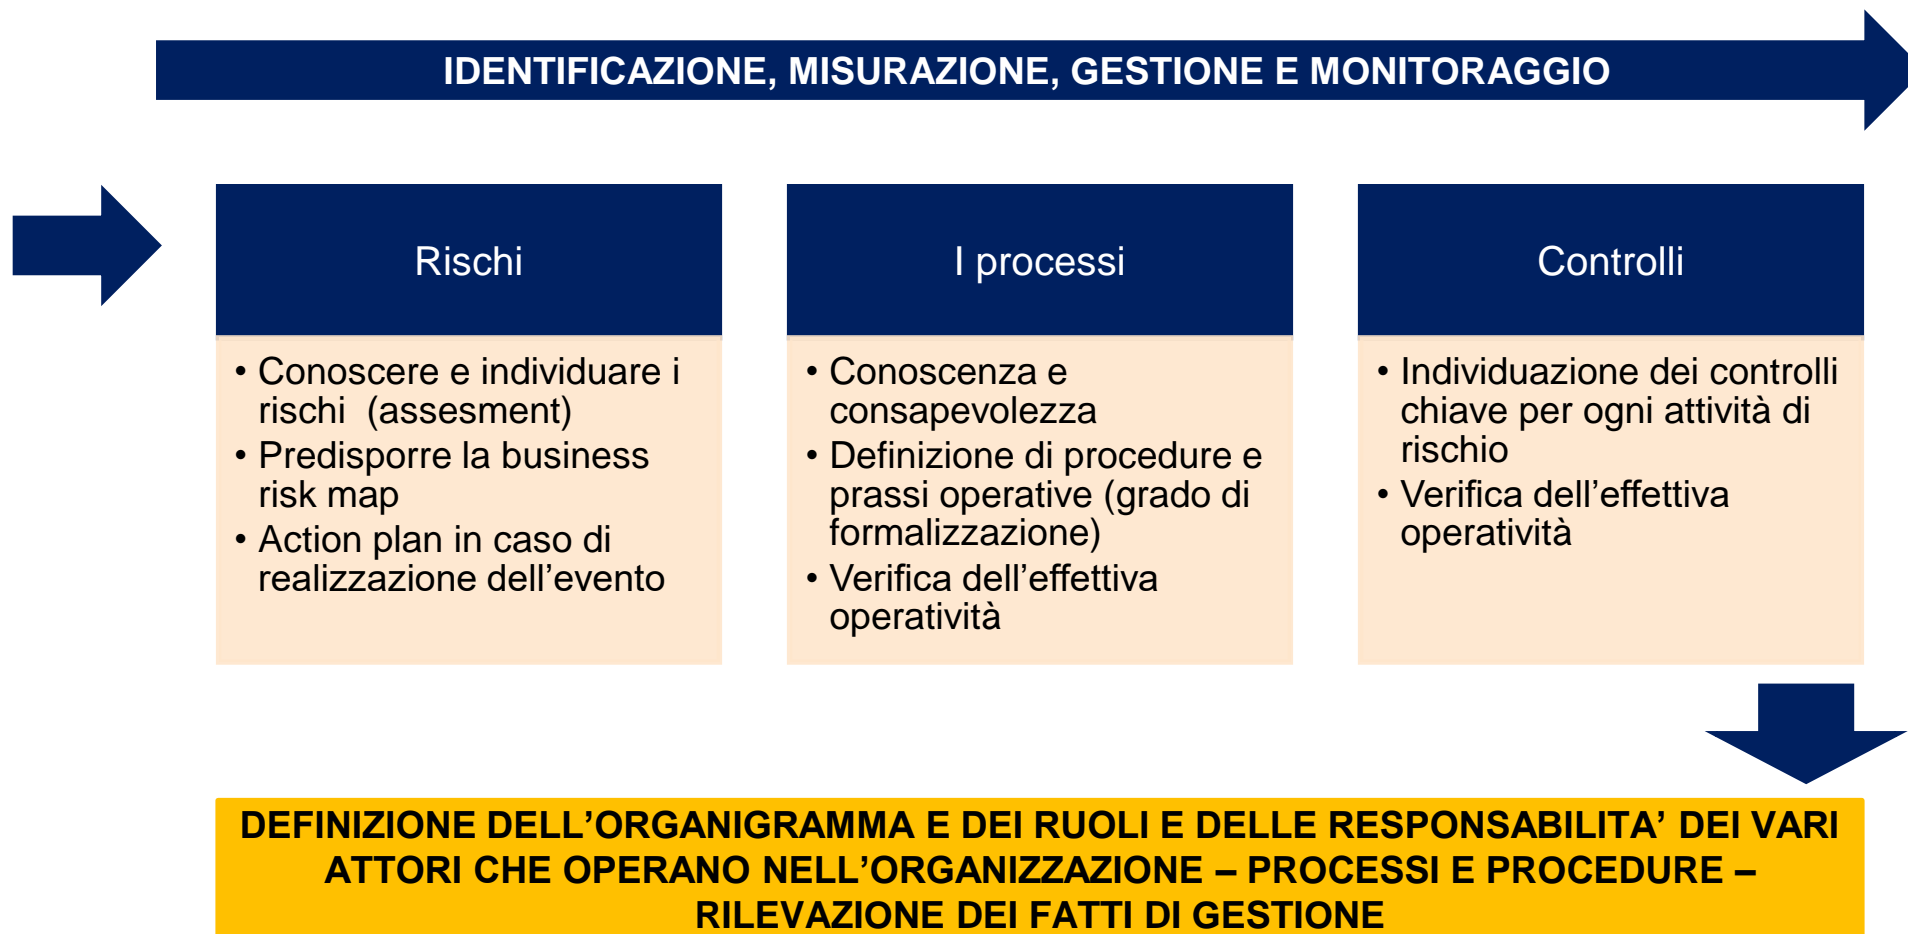 IDENTIFICAZIONE, MISURAZIONE, GESTIONE E MONITORAGGIO
Rischi
• Conoscere e individuare i
rischi  (assesment)
• Predisporre la business
risk map
• Action plan in caso di
realizzazione dell’evento
I processi
• Conoscenza e
consapevolezza
• Definizione di procedure e
prassi operative (grado di
formalizzazione)
• Verifica dell’effettiva
operatività
Controlli
• Individuazione dei controlli
chiave per ogni attività di
rischio
• Verifica dell’effettiva
operatività
DEFINIZIONE DELL’ORGANIGRAMMA E DEI RUOLI E DELLE RESPONSABILITA’ DEI VARI
ATTORI CHE OPERANO NELL’ORGANIZZAZIONE – PROCESSI E PROCEDURE –
RILEVAZIONE DEI FATTI DI GESTIONE